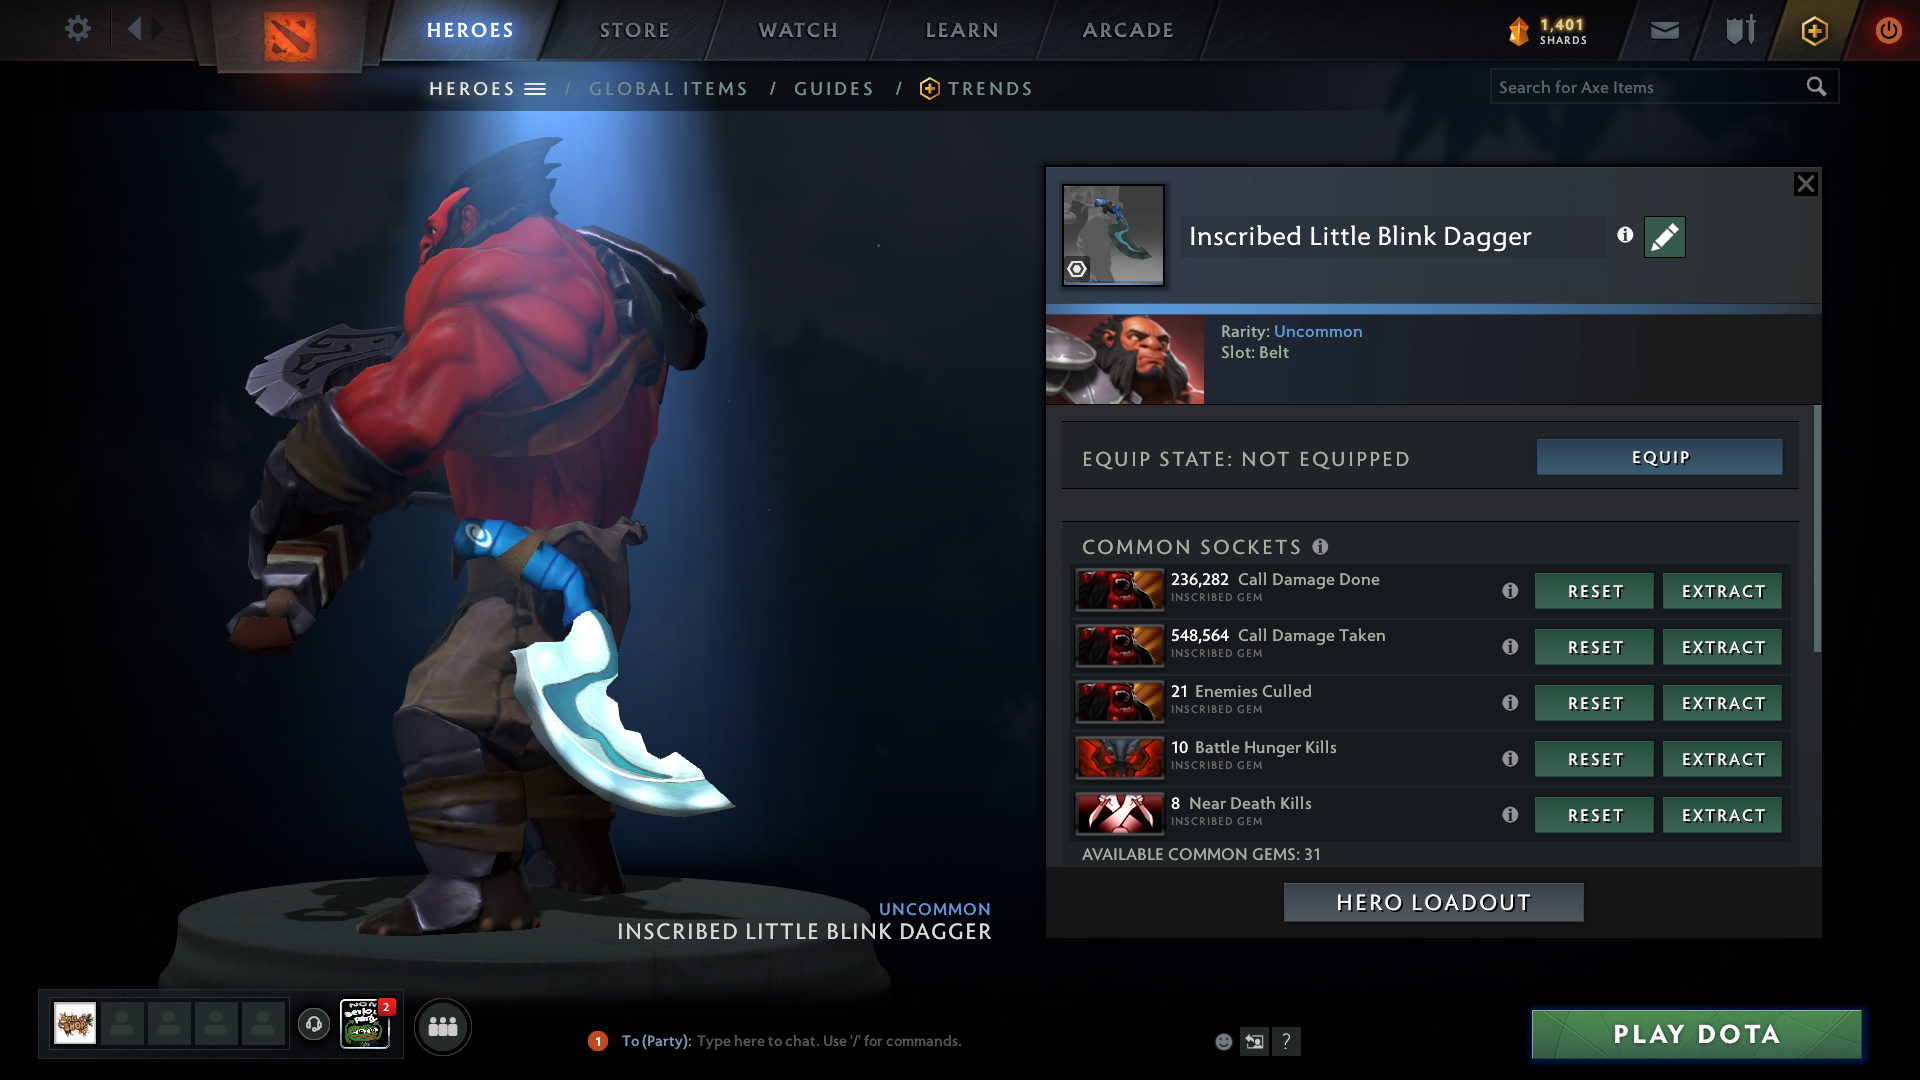 HEROES
STORE
WATCH
LEARN
ARCADE
1,401
SHARDS
HEROES / GLOBAL ITEMS / GUIDES / TRENDS
Search for Axe Items
Inscribed Little Blink Dagger
Rarity: Uncommon
Slot: Belt
EQUIP STATE: NOT EQUIPPED
EQUIP
COMMON SOCKETS
236,282 Call Damage Done
INSCRIBED GEM
RESET
EXTRACT
548,564 Call Damage Taken
INSCRIBED GEM
RESET
EXTRACT
21 Enemies Culled
INSCRIBED GEM
RESET
EXTRACT
10 Battle Hunger Kills
INSCRIBED GEM
RESET
EXTRACT
8 Near Death Kills
INSCRIBED GEM
RESET
EXTRACT
AVAILABLE COMMON GEMS: 31
HERO LOADOUT
UNCOMMON
INSCRIBED LITTLE BLINK DAGGER
2
1
To (Party): Type here to chat. Use '/' for commands.
?
PLAY DOTA